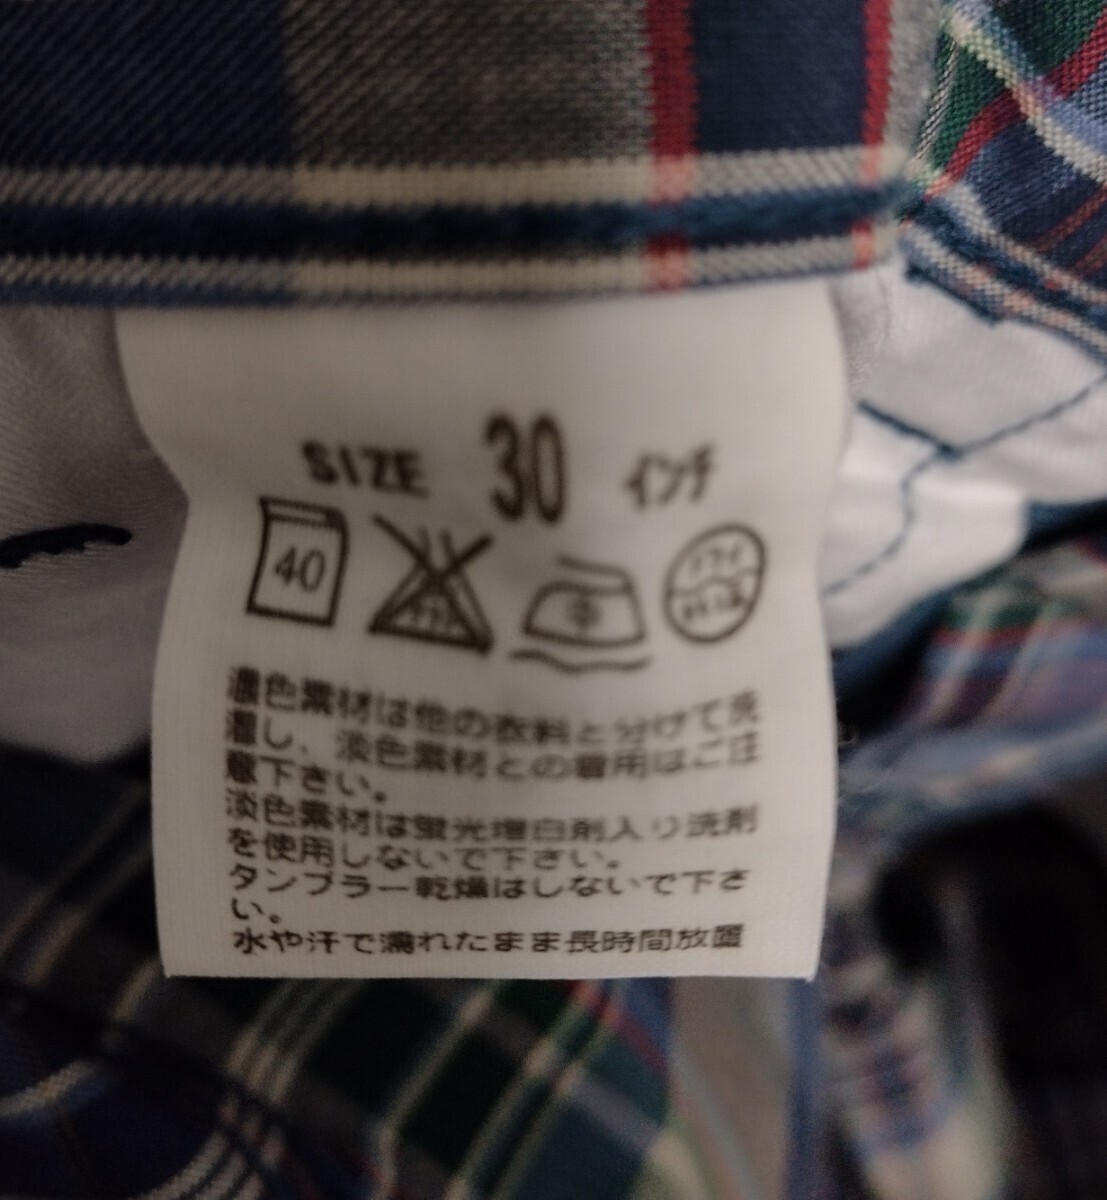 SIZE 30 インチ
40
中
ドライ
濃色素材は他の衣料と分けて洗
濯し、淡色素材との着用はご注
意下さい。
淡色素材は蛍光増白剤入り洗剤
を使用しないで下さい。
タンブラー乾燥はしないで下さ
い。
水や汗で濡れたまま長時間放置